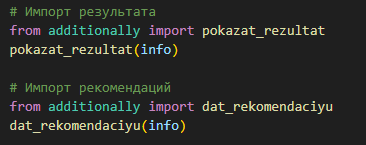 # Импорт результата
from additionally import pokazat_rezultat
pokazat_rezultat(info)
# Импорт рекомендаций
from additionally import dat_rekomendaciyu
dat_rekomendaciyu(info)